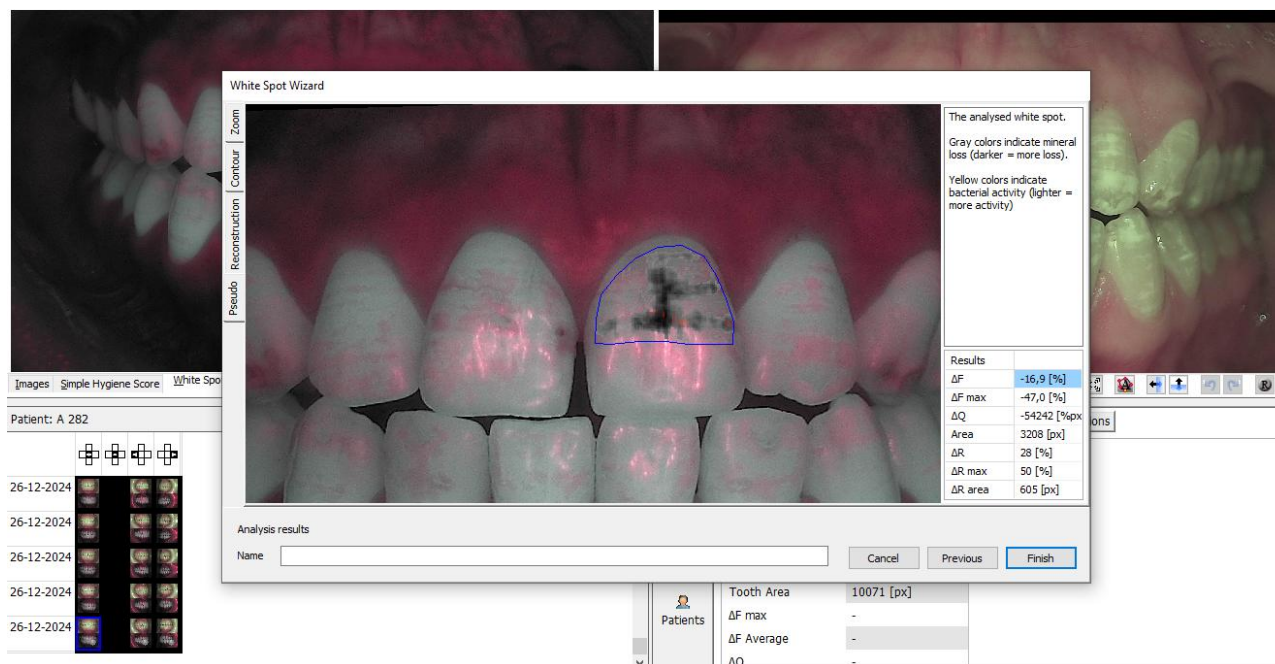 White Spot Wizard
Zoom
Contour
Reconstruction
Pseudo
The analysed white spot.
Gray colors indicate mineral
loss (darker = more loss).
Yellow colors indicate
bacterial activity (lighter =
more activity)
Results
ΔF -16,9 [%]
ΔF max -47,0 [%]
ΔQ -54242 [%px
Area 3208 [px]
ΔR 28 [%]
ΔR max 50 [%]
ΔR area 605 [px]
Analysis results
Name
Cancel Previous Finish
Images Simple Hygiene Score White Spo
Patient: A 282
26-12-2024
26-12-2024
26-12-2024
26-12-2024
26-12-2024
ons
Patients
Tooth Area 10071 [px]
ΔF max -
ΔF Average -
ΔQ -